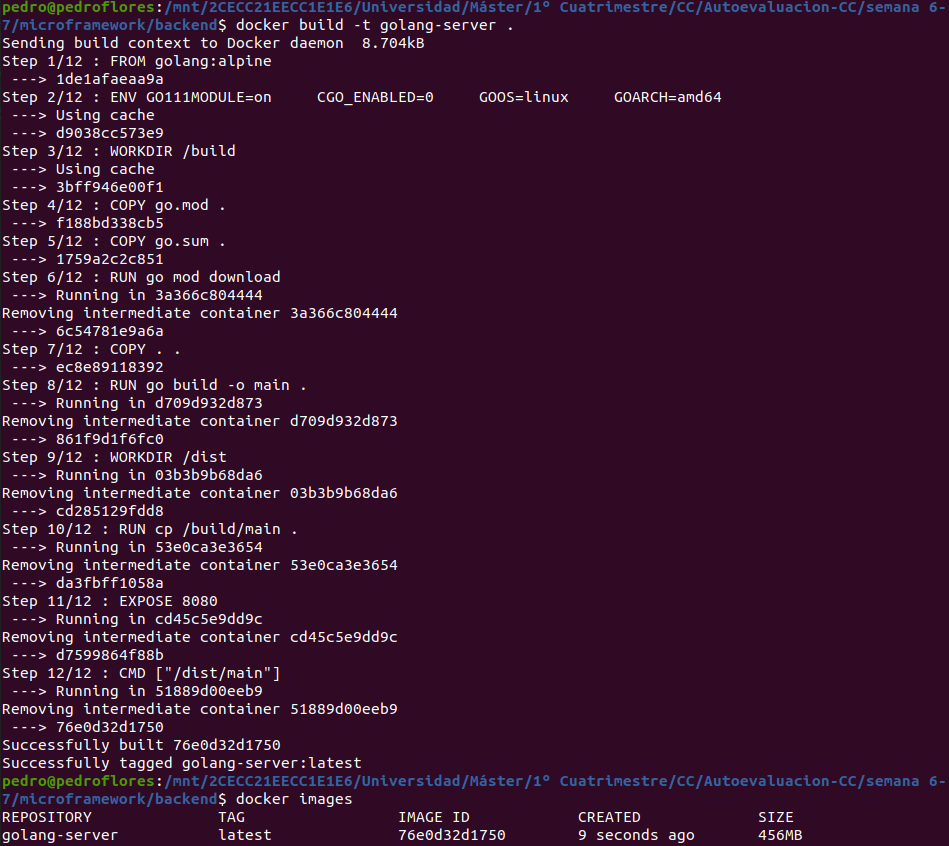 pedro@pedroflores:/mnt/2CECC21EECC1E1E6/Universidad/Máster/1º Cuatrimestre/CC/Autoevaluacion-CC/semana 6-
7/microframework/backend$ docker build -t golang-server .
Sending build context to Docker daemon  8.704kB
Step 1/12 : FROM golang:alpine
 ---> 1de1afaeaa9a
Step 2/12 : ENV GO111MODULE=on     CGO_ENABLED=0     GOOS=linux     GOARCH=amd64
 ---> Using cache
 ---> d9038cc573e9
Step 3/12 : WORKDIR /build
 ---> Using cache
 ---> 3bff946e00f1
Step 4/12 : COPY go.mod .
 ---> f188bd338cb5
Step 5/12 : COPY go.sum .
 ---> 1759a2c2c851
Step 6/12 : RUN go mod download
 ---> Running in 3a366c804444
Removing intermediate container 3a366c804444
 ---> 6c54781e9a6a
Step 7/12 : COPY . .
 ---> ec8e89118392
Step 8/12 : RUN go build -o main .
 ---> Running in d709d932d873
Removing intermediate container d709d932d873
 ---> 861f9d1f6fc0
Step 9/12 : WORKDIR /dist
 ---> Running in 03b3b9b68da6
Removing intermediate container 03b3b9b68da6
 ---> cd285129fdd8
Step 10/12 : RUN cp /build/main .
 ---> Running in 53e0ca3e3654
Removing intermediate container 53e0ca3e3654
 ---> da3fbff1058a
Step 11/12 : EXPOSE 8080
 ---> Running in cd45c5e9dd9c
Removing intermediate container cd45c5e9dd9c
 ---> d7599864f88b
Step 12/12 : CMD ["/dist/main"]
 ---> Running in 51889d00eeb9
Removing intermediate container 51889d00eeb9
 ---> 76e0d32d1750
Successfully built 76e0d32d1750
Successfully tagged golang-server:latest
pedro@pedroflores:/mnt/2CECC21EECC1E1E6/Universidad/Máster/1º Cuatrimestre/CC/Autoevaluacion-CC/semana 6-
7/microframework/backend$ docker images
REPOSITORY              TAG                 IMAGE ID            CREATED             SIZE
golang-server           latest              76e0d32d1750        9 seconds ago       456MB